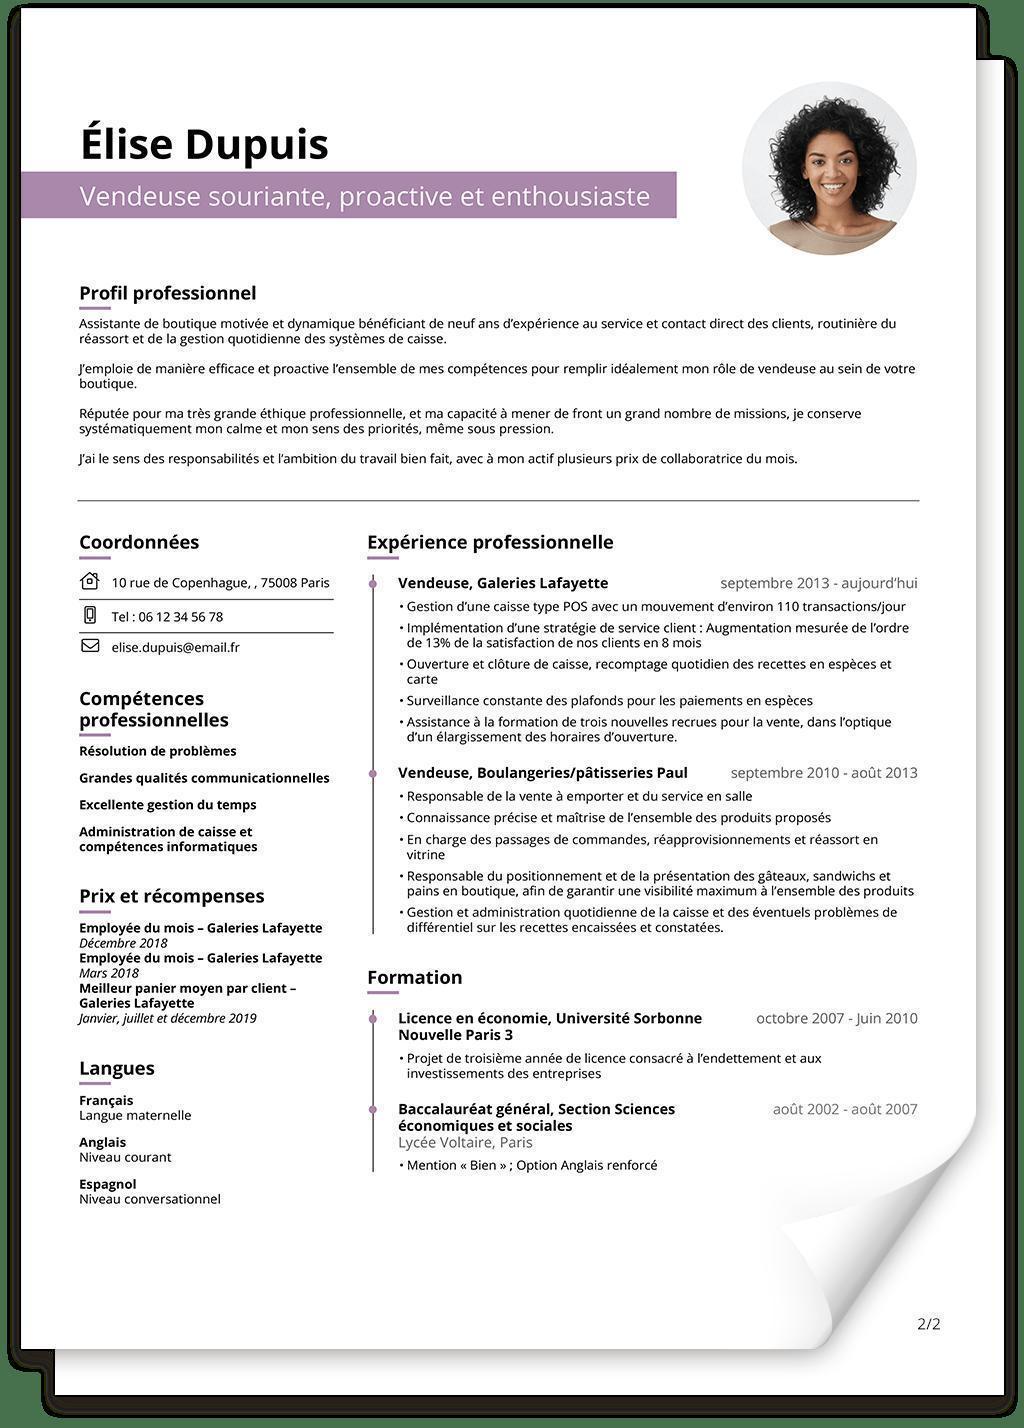 Élise Dupuis
Vendeuse souriante, proactive et enthousiaste
Profil professionnel
Assistante de boutique motivée et dynamique bénéficiant de neuf ans d'expérience au service et contact direct des clients, routinière du
réassort et de la gestion quotidienne des systèmes de caisse.
J'emploie de manière efficace et proactive l'ensemble de mes compétences pour remplir idéalement mon rôle de vendeuse au sein de votre
boutique.
Réputée pour ma très grande éthique professionnelle, et ma capacité à mener de front un grand nombre de missions, je conserve
systématiquement mon calme et mon sens des priorités, même sous pression.
J'ai le sens des responsabilités et l'ambition du travail bien fait, avec à mon actif plusieurs prix de collaboratrice du mois.
Coordonnées
10 rue de Copenhague, , 75008 Paris
Tel : 06 12 34 56 78
elise.dupuis@email.fr
Compétences
professionnelles
Résolution de problèmes
Grandes qualités communicationnelles
Excellente gestion du temps
Administration de caisse et
compétences informatiques
Prix et récompenses
Employée du mois – Galeries Lafayette
Décembre 2018
Employée du mois – Galeries Lafayette
Mars 2018
Meilleur panier moyen par client –
Galeries Lafayette
Janvier, juillet et décembre 2019
Langues
Français
Langue maternelle
Anglais
Niveau courant
Espagnol
Niveau conversationnel
Expérience professionnelle
Vendeuse, Galeries Lafayette septembre 2013 - aujourd'hui
• Gestion d'une caisse type POS avec un mouvement d'environ 110 transactions/jour
• Implémentation d'une stratégie de service client : Augmentation mesurée de l'ordre
de 13% de la satisfaction de nos clients en 8 mois
• Ouverture et clôture de caisse, recomptage quotidien des recettes en espèces et
carte
• Surveillance constante des plafonds pour les paiements en espèces
• Assistance à la formation de trois nouvelles recrues pour la vente, dans l'optique
d'un élargissement des horaires d'ouverture.
Vendeuse, Boulangeries/pâtisseries Paul septembre 2010 - août 2013
• Responsable de la vente à emporter et du service en salle
• Connaissance précise et maîtrise de l'ensemble des produits proposés
• En charge des passages de commandes, réapprovisionnements et réassort en
vitrine
• Responsable du positionnement et de la présentation des gâteaux, sandwichs et
pains en boutique, afin de garantir une visibilité maximum à l'ensemble des produits
• Gestion et administration quotidienne de la caisse et des éventuels problèmes de
différentiel sur les recettes encaissées et constatées.
Formation
Licence en économie, Université Sorbonne octobre 2007 - Juin 2010
Nouvelle Paris 3
• Projet de troisième année de licence consacré à l'endettement et aux
investissements des entreprises
Baccalauréat général, Section Sciences août 2002 - août 2007
économiques et sociales
Lycée Voltaire, Paris
• Mention « Bien » ; Option Anglais renforcé
2/2